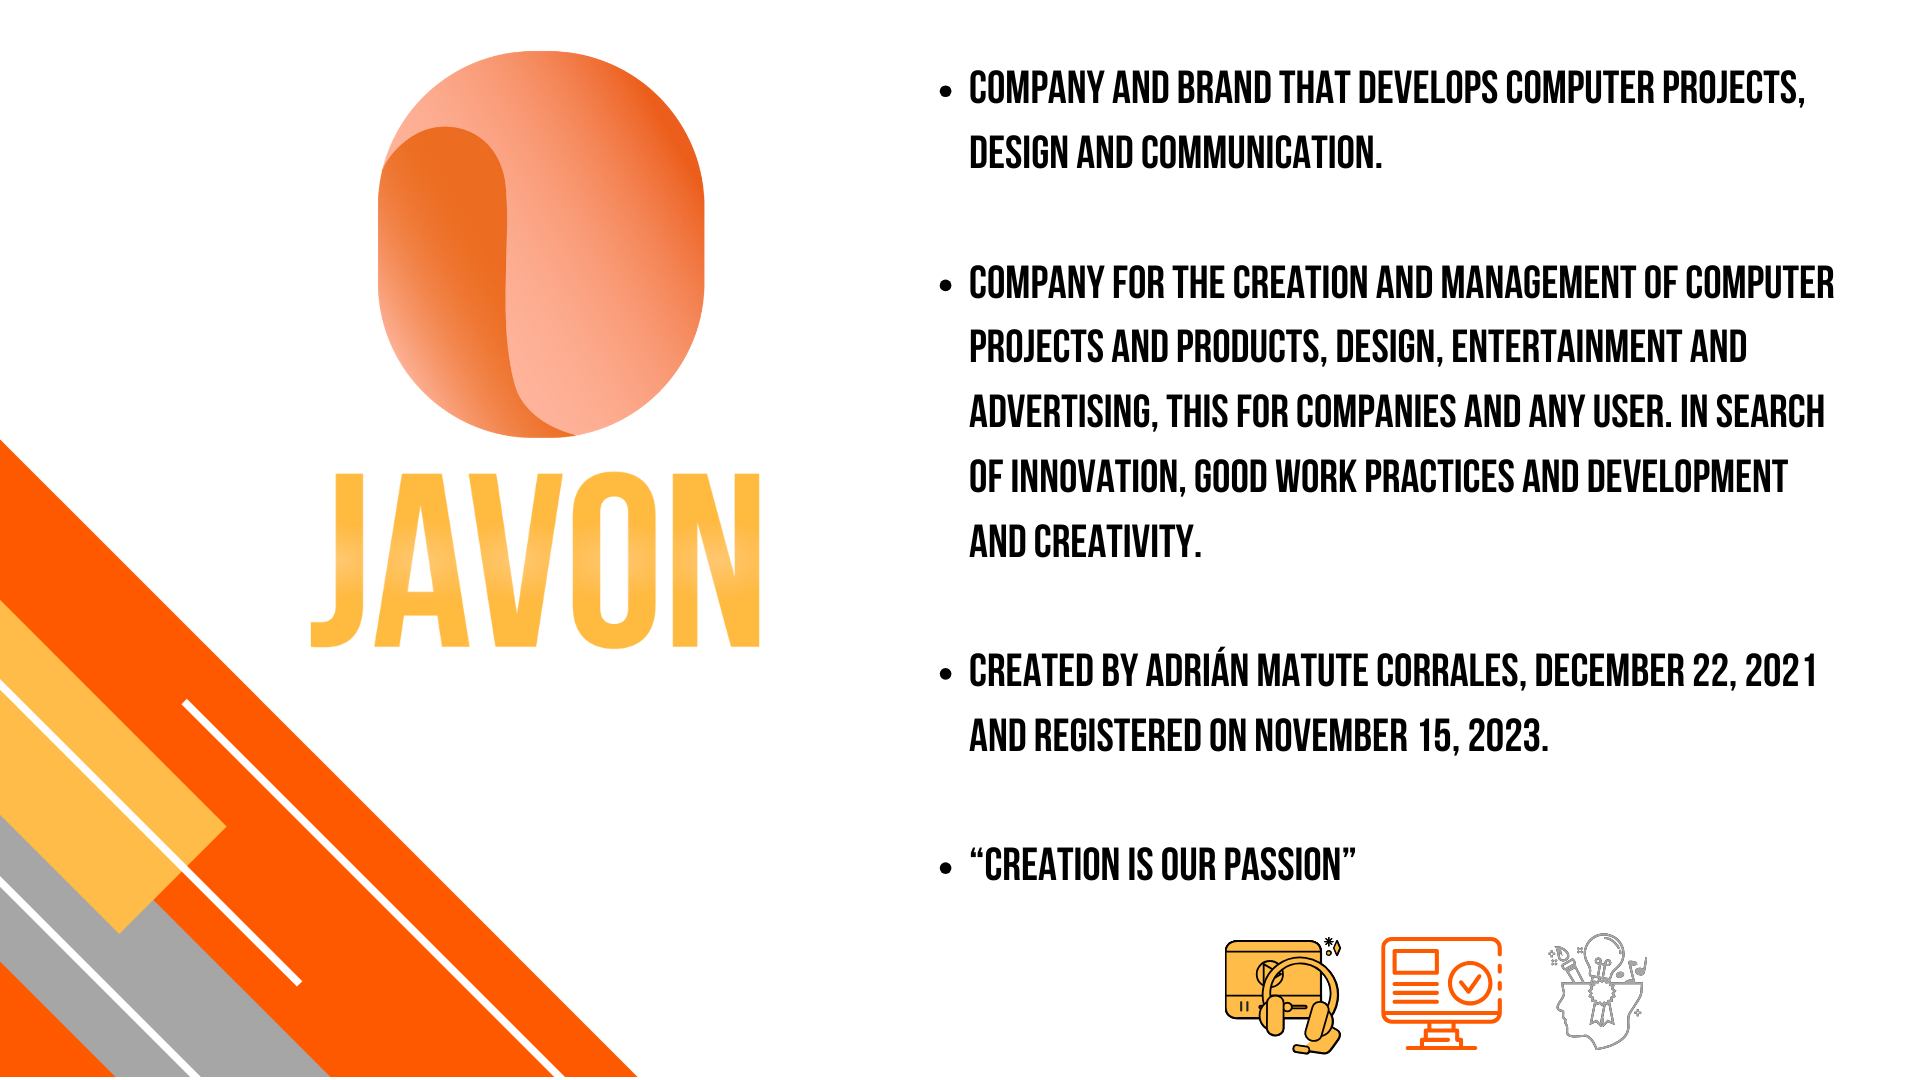 JAVON
• COMPANY AND BRAND THAT DEVELOPS COMPUTER PROJECTS,
DESIGN AND COMMUNICATION.
• COMPANY FOR THE CREATION AND MANAGEMENT OF COMPUTER
PROJECTS AND PRODUCTS, DESIGN, ENTERTAINMENT AND
ADVERTISING, THIS FOR COMPANIES AND ANY USER. IN SEARCH
OF INNOVATION, GOOD WORK PRACTICES AND DEVELOPMENT
AND CREATIVITY.
• CREATED BY ADRIÁN MATUTE CORRALES, DECEMBER 22, 2021
AND REGISTERED ON NOVEMBER 15, 2023.
• “CREATION IS OUR PASSION”